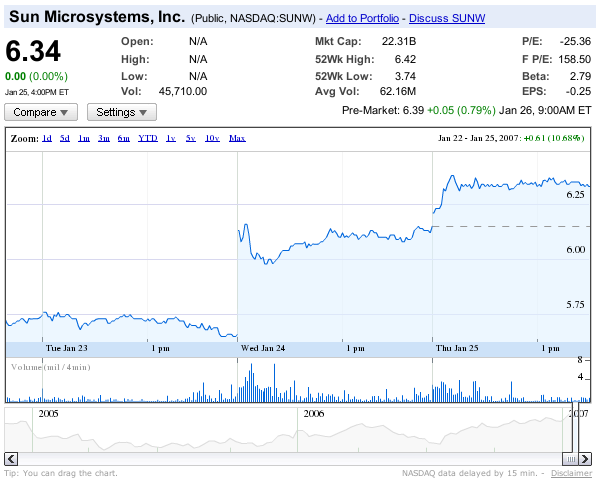 Sun Microsystems, Inc. (Public, NASDAQ:SUNW) - Add to Portfolio - Discuss SUNW
6.34
0.00 (0.00%)
Jan 25, 4:00PM ET
Open: N/A Mkt Cap: 22.31B P/E: -25.36
High: N/A 52Wk High: 6.42 F P/E: 158.50
Low: N/A 52Wk Low: 3.74 Beta: 2.79
Vol: 45,710.00 Avg Vol: 62.16M EPS: -0.25
Compare Settings Pre-Market: 6.39 +0.05 (0.79%) Jan 26, 9:00AM ET
Zoom: 1d 5d 1m 3m 6m YTD 1y 5y 10y Max Jan 22 - Jan 25, 2007: +0.61 (10.68%)
6.25
6.00
5.75
Tue Jan 23 1 pm Wed Jan 24 1 pm Thu Jan 25 1 pm
Volume (mil / 4min) 8
4
2005 2006 2007
Tip: You can drag the chart. NASDAQ data delayed by 15 min. - Disclaimer